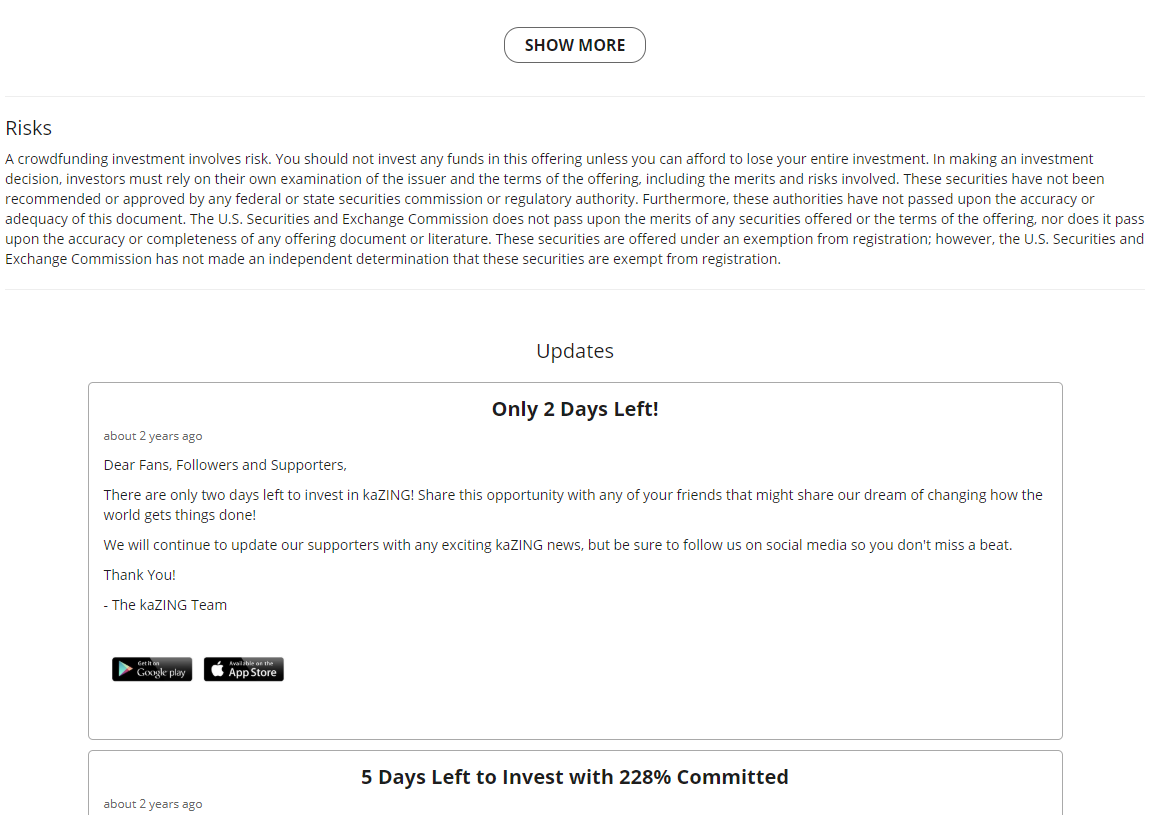 SHOW MORE
Risks
A crowdfunding investment involves risk. You should not invest any funds in this offering unless you can afford to lose your entire investment. In making an investment
decision, investors must rely on their own examination of the issuer and the terms of the offering, including the merits and risks involved. These securities have not been
recommended or approved by any federal or state securities commission or regulatory authority. Furthermore, these authorities have not passed upon the accuracy or
adequacy of this document. The U.S. Securities and Exchange Commission does not pass upon the merits of any securities offered or the terms of the offering, nor does it pass
upon the accuracy or completeness of any offering document or literature. These securities are offered under an exemption from registration; however, the U.S. Securities and
Exchange Commission has not made an independent determination that these securities are exempt from registration.
Updates
Only 2 Days Left!
about 2 years ago
Dear Fans, Followers and Supporters,
There are only two days left to invest in kaZING! Share this opportunity with any of your friends that might share our dream of changing how the
world gets things done!
We will continue to update our supporters with any exciting kaZING news, but be sure to follow us on social media so you don't miss a beat.
Thank You!
- The kaZING Team
Get it on
Google play
Available on the
App Store
5 Days Left to Invest with 228% Committed
about 2 years ago